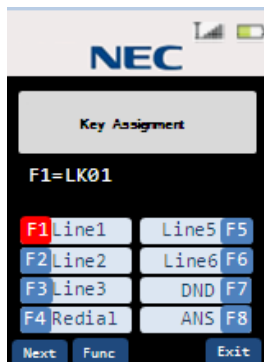 NEC
Key Assignment
F1=LK01
F1 Line1 Line5 F5
F2 Line2 Line6 F6
F3 Line3 DND F7
F4 Redial ANS F8
Next Func Exit